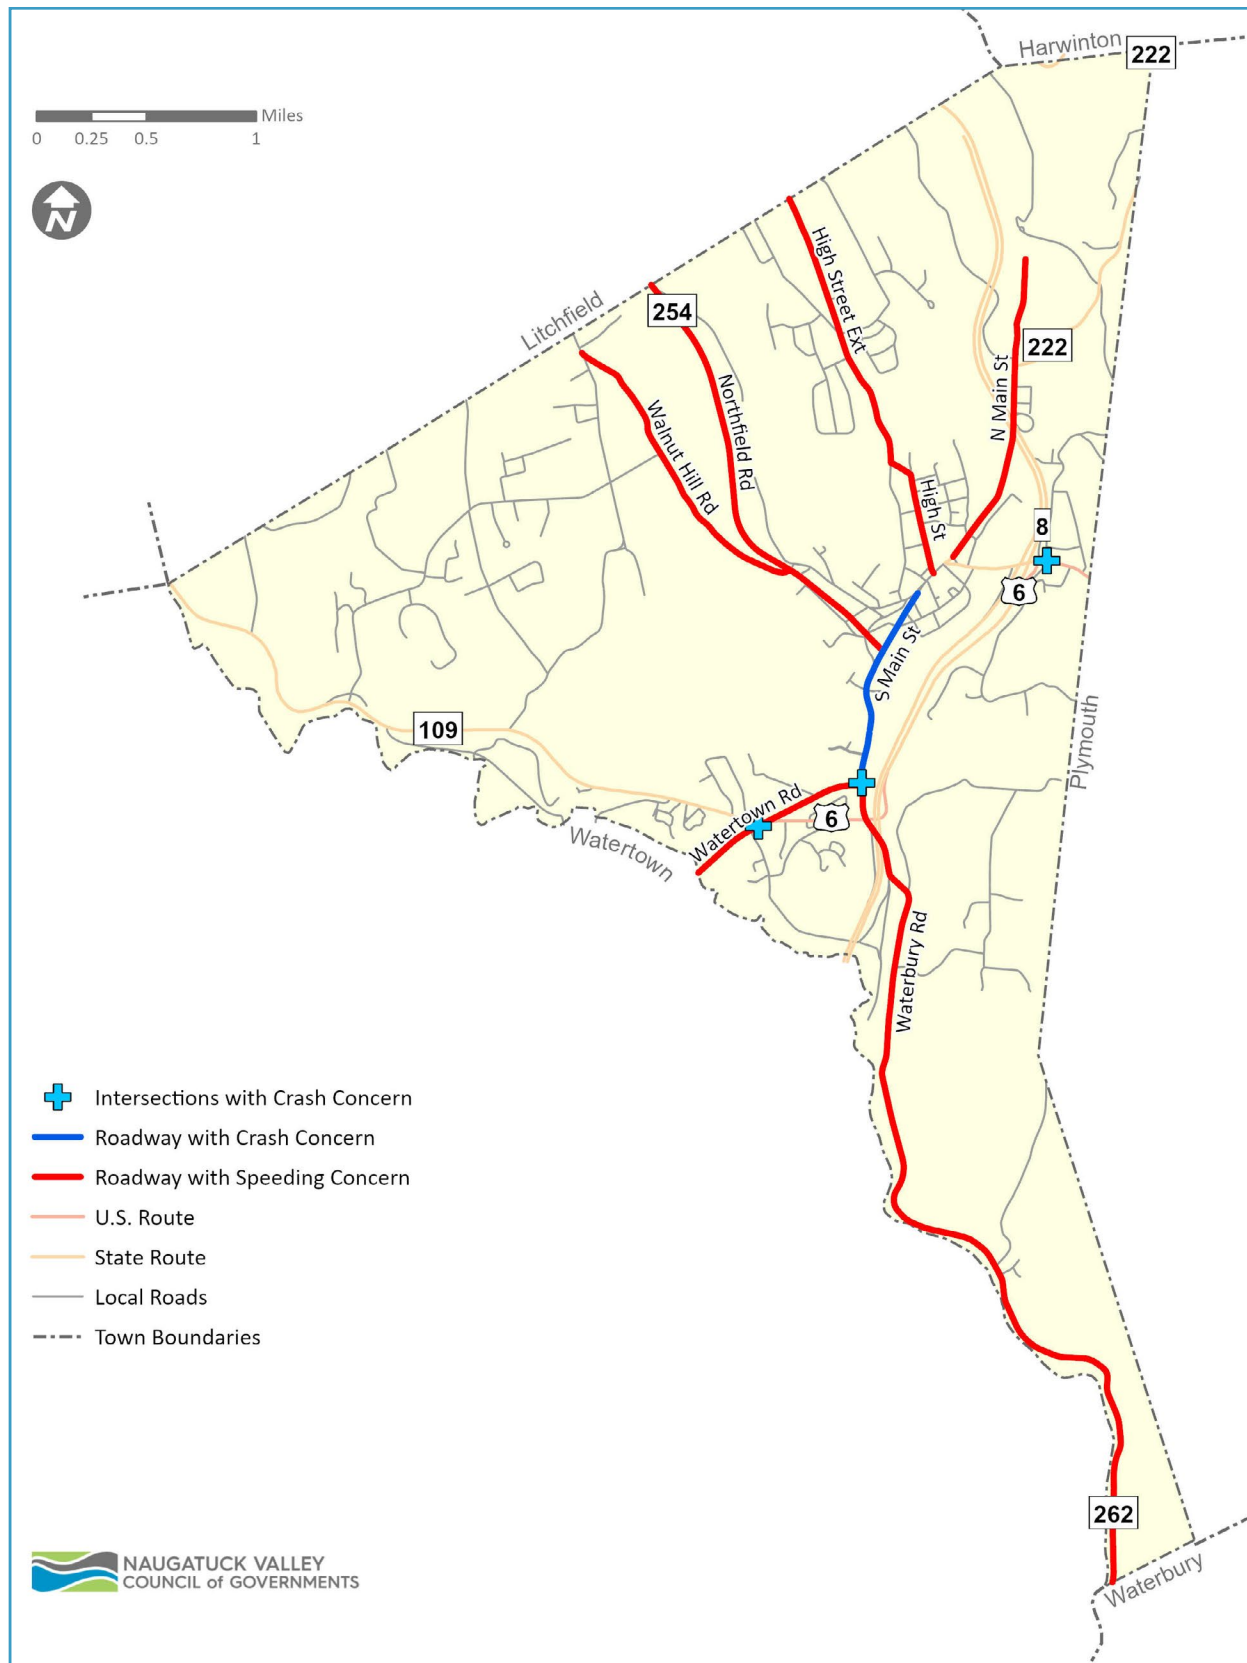 Harwinton
222
Miles
0 0.25 0.5 1
N
High Street Ext
Litchfield
254
222
N Main St
Northfield Rd
Walnut Hill Rd
High St
8
6
S Main St
109
Plymouth
Watertown Rd
6
Watertown
Waterbury Rd
Intersections with Crash Concern
Roadway with Crash Concern
Roadway with Speeding Concern
U.S. Route
State Route
Local Roads
Town Boundaries
262
NAUGATUCK VALLEY
COUNCIL of GOVERNMENTS
Waterbury